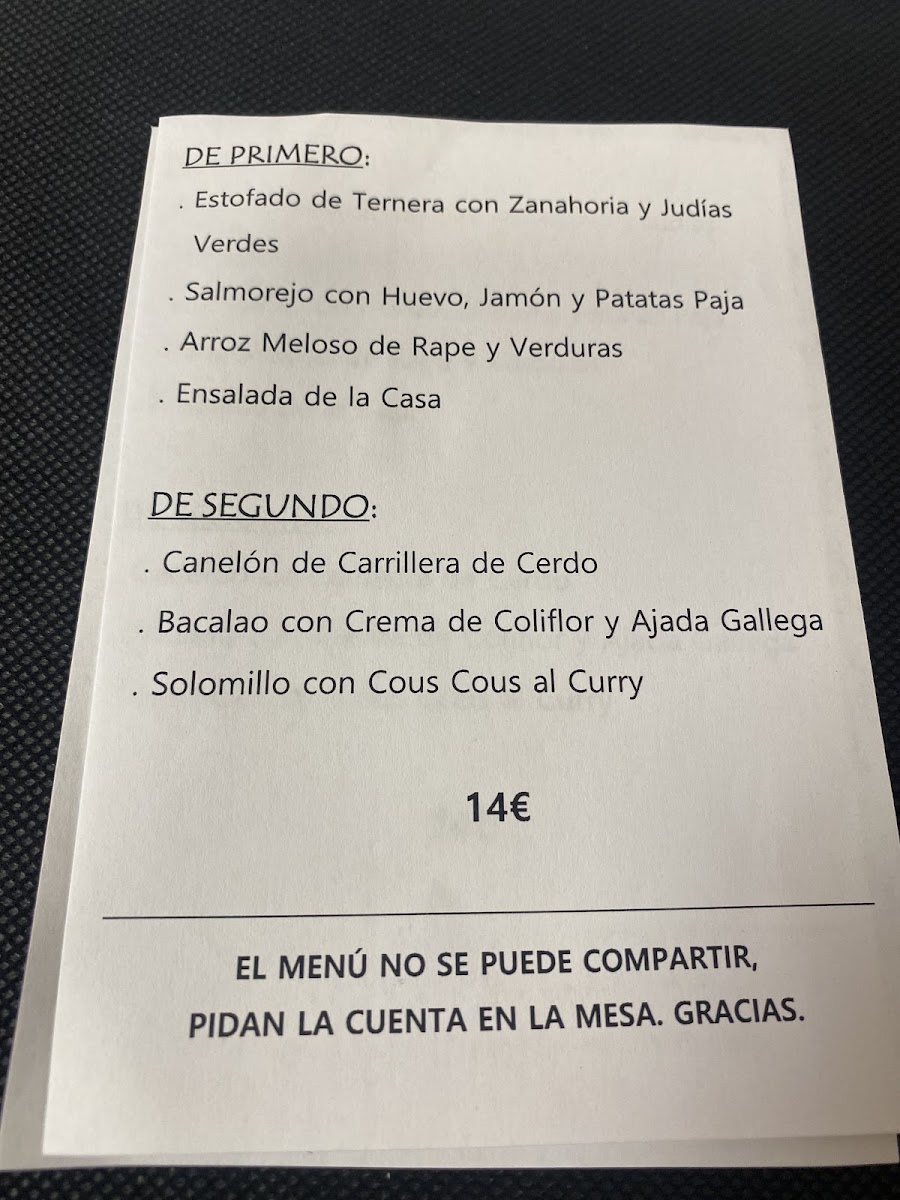 DE PRIMERO:
. Estofado de Ternera con Zanahoria y Judías
Verdes
. Salmorejo con Huevo, Jamón y Patatas Paja
. Arroz Meloso de Rape y Verduras
. Ensalada de la Casa
DE SEGUNDO:
. Canelón de Carrillera de Cerdo
. Bacalao con Crema de Coliflor y Ajada Gallega
. Solomillo con Cous Cous al Curry
14€
EL MENÚ NO SE PUEDE COMPARTIR,
PIDAN LA CUENTA EN LA MESA. GRACIAS.